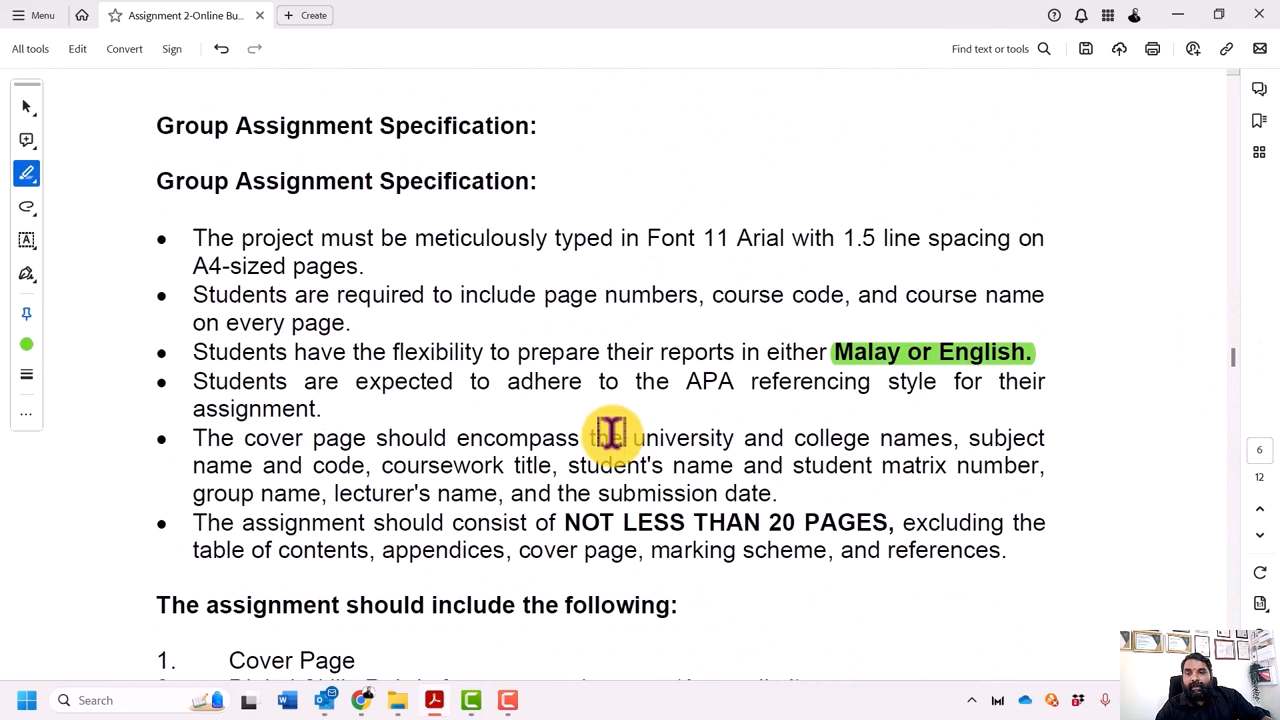 Menu
Assignment 2-Online Bu...
Create
All tools
Edit
Convert
Sign
Find text or tools
Group Assignment Specification:
Group Assignment Specification:
• The project must be meticulously typed in Font 11 Arial with 1.5 line spacing on
A4-sized pages.
• Students are required to include page numbers, course code, and course name
on every page.
• Students have the flexibility to prepare their reports in either Malay or English.
• Students are expected to adhere to the APA referencing style for their
assignment.
• The cover page should encompass the university and college names, subject
name and code, coursework title, student's name and student matrix number,
group name, lecturer's name, and the submission date.
• The assignment should consist of NOT LESS THAN 20 PAGES, excluding the
table of contents, appendices, cover page, marking scheme, and references.
The assignment should include the following:
1. Cover Page
6
12
Search